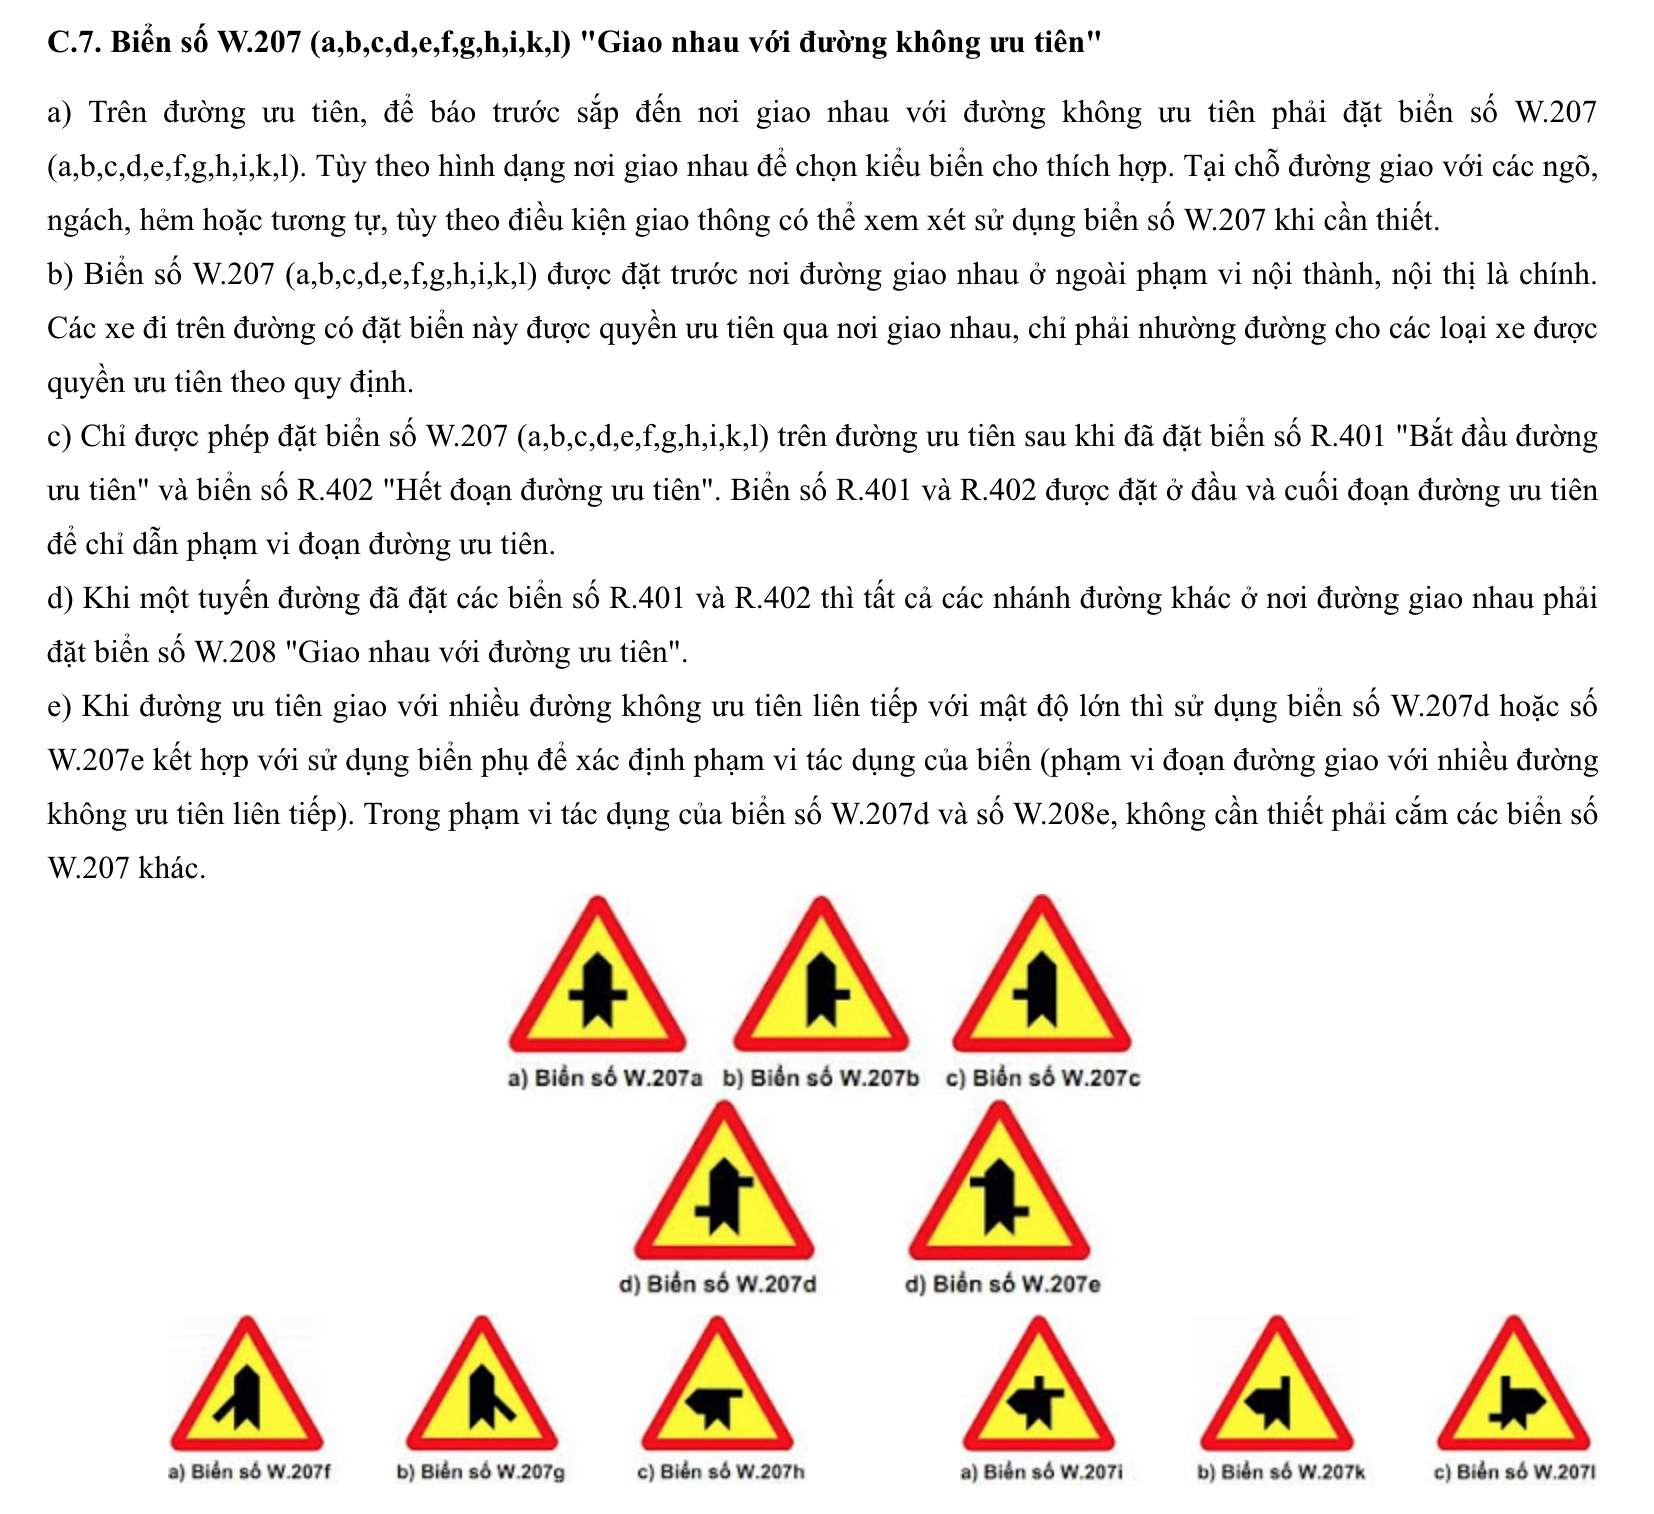 C.7. Biển số W.207 (a,b,c,d,e,f,g,h,i,k,l) "Giao nhau với đường không ưu tiên"
a) Trên đường ưu tiên, để báo trước sắp đến nơi giao nhau với đường không ưu tiên phải đặt biển số W.207
(a,b,c,d,e,f,g,h,i,k,l). Tùy theo hình dạng nơi giao nhau để chọn kiểu biển cho thích hợp. Tại chỗ đường giao với các ngõ,
ngách, hẻm hoặc tương tự, tùy theo điều kiện giao thông có thể xem xét sử dụng biển số W.207 khi cần thiết.
b) Biển số W.207 (a,b,c,d,e,f,g,h,i,k,l) được đặt trước nơi đường giao nhau ở ngoài phạm vi nội thành, nội thị là chính.
Các xe đi trên đường có đặt biển này được quyền ưu tiên qua nơi giao nhau, chỉ phải nhường đường cho các loại xe được
quyền ưu tiên theo quy định.
c) Chỉ được phép đặt biển số W.207 (a,b,c,d,e,f,g,h,i,k,l) trên đường ưu tiên sau khi đã đặt biển số R.401 "Bắt đầu đường
ưu tiên" và biển số R.402 "Hết đoạn đường ưu tiên". Biển số R.401 và R.402 được đặt ở đầu và cuối đoạn đường ưu tiên
để chỉ dẫn phạm vi đoạn đường ưu tiên.
d) Khi một tuyến đường đã đặt các biển số R.401 và R.402 thì tất cả các nhánh đường khác ở nơi đường giao nhau phải
đặt biển số W.208 "Giao nhau với đường ưu tiên".
e) Khi đường ưu tiên giao với nhiều đường không ưu tiên liên tiếp với mật độ lớn thì sử dụng biển số W.207d hoặc số
W.207e kết hợp với sử dụng biển phụ để xác định phạm vi tác dụng của biển (phạm vi đoạn đường giao với nhiều đường
không ưu tiên liên tiếp). Trong phạm vi tác dụng của biển số W.207d và số W.208e, không cần thiết phải cắm các biển số
W.207 khác.
a) Biển số W.207a b) Biển số W.207b c) Biển số W.207c
d) Biển số W.207d d) Biển số W.207e
a) Biển số W.207f b) Biển số W.207g c) Biển số W.207h a) Biển số W.207i b) Biển số W.207k c) Biển số W.207l